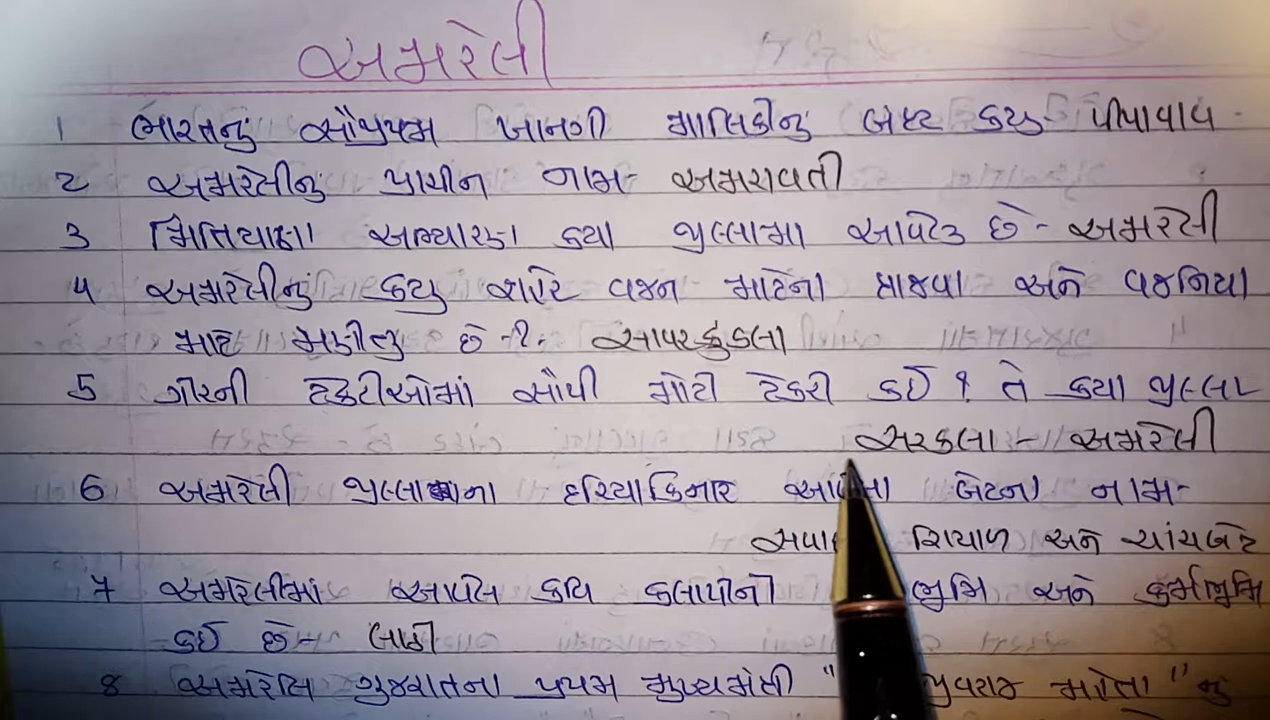 અમરેલી
1 ભારતનું સૌપ્રથમ ખાનગી માલિકીનું બંદર કયુ - પીપાવાવ
2 અમરેલીનું પ્રાચીન નામ - અમરાવતી
3 મિતિયાળા અભ્યારણ કયા જીલ્લામા આવેલુ છે - અમરેલી
4 અમરેલીનું કયુ શહેર વજન માટેના ત્રાજવા અને વજનિયા
માટે જાણીતુ છે -?- સાવરકુંડલા
5 ગીરની ટેકરીઓમાં સૌથી મોટી ટેકરી કઈ ? તે કયા જીલ્લા
સરકલા - અમરેલી
6 અમરેલી જીલ્લાના દરિયાકિનારે બેટના નામ -
શિયાળ અને ચાંચબેટ
7 અમરેલીમાં આવેલ કવિ કલાપીની ભુમિ અને કર્મભુમિ
કઈ છે - લાઠી
8 અમરેલિ ગુજરાતના પ્રથમ મુખ્યમંત્રી " જીવરાજ મહેતા " નું